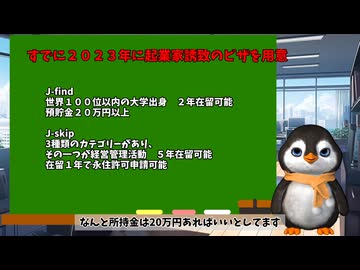 すでに２０２３年に起業家誘致のビザを用意
J-find
世界１００位以内の大学出身　２年在留可能
預貯金２０万円以上
J-skip
3種類のカテゴリーがあり、
その一つが経営管理活動　５年在留可能
在留１年で永住許可申請可能
なんと所持金は20万円あればいいとしてます